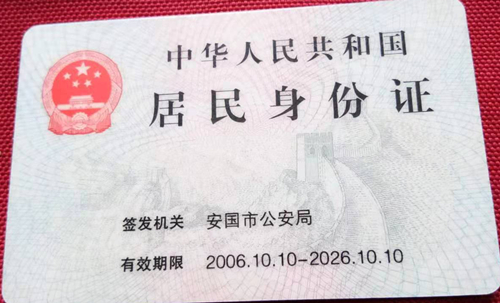 中华人民共和国
居民身份证
签发机关 安国市公安局
有效期限 2006.10.10-2026.10.10